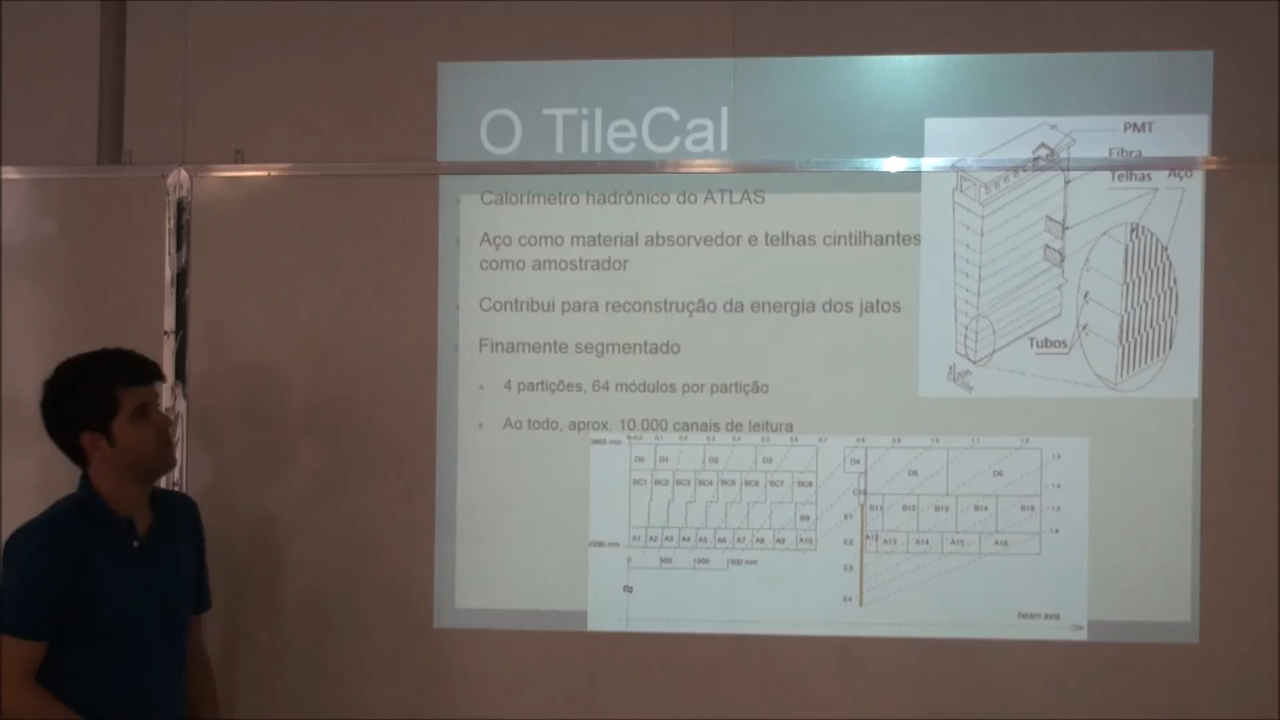 O TileCal
PMT
Fibra
Telhas Aço
Tubos
Calorímetro hadrônico do ATLAS
Aço como material absorvedor e telhas cintilhantes
como amostrador
Contribui para reconstrução da energia dos jatos
Finamente segmentado
4 partições, 64 módulos por partição
Ao todo, aprox. 10.000 canais de leitura
0,7
D0 D1 D2 D3 D4 D5 D6
BC1 BC2 BC3 BC4 BC5 BC6 BC7 BC8
B9 B11 B12 B13 B14 B15
A1 A2 A3 A4 A5 A6 A7 A8 A9 A10 A12 A13 A14 A15 A16
E1
E2
E3
E4
0 500 1000 1500 mm
Beam axis